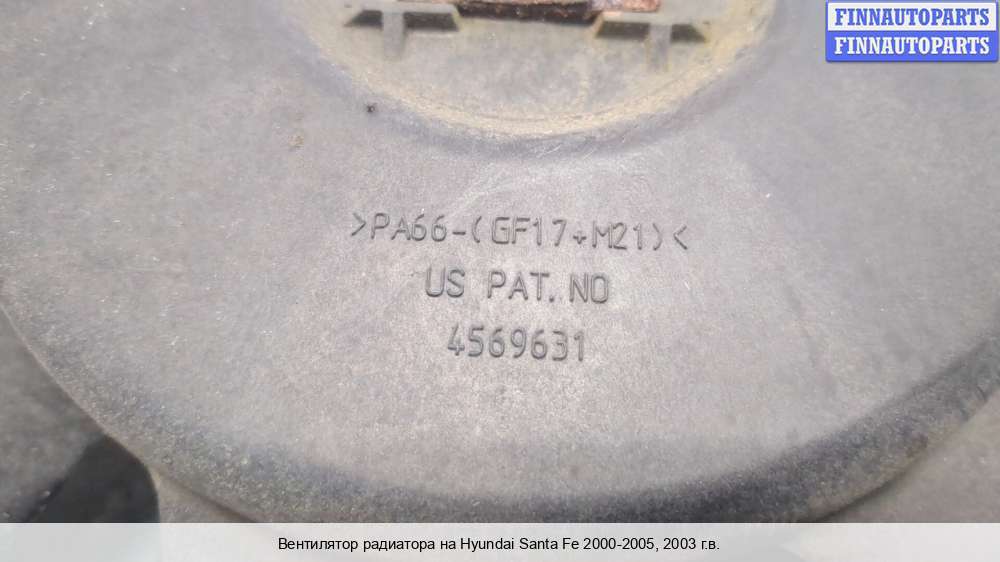 FINNAUTOPARTS
FINNAUTOPARTS
>PA66-(GF17+M21)<
US PAT. NO
4569631
Вентилятор радиатора на Hyundai Santa Fe 2000-2005, 2003 г.в.